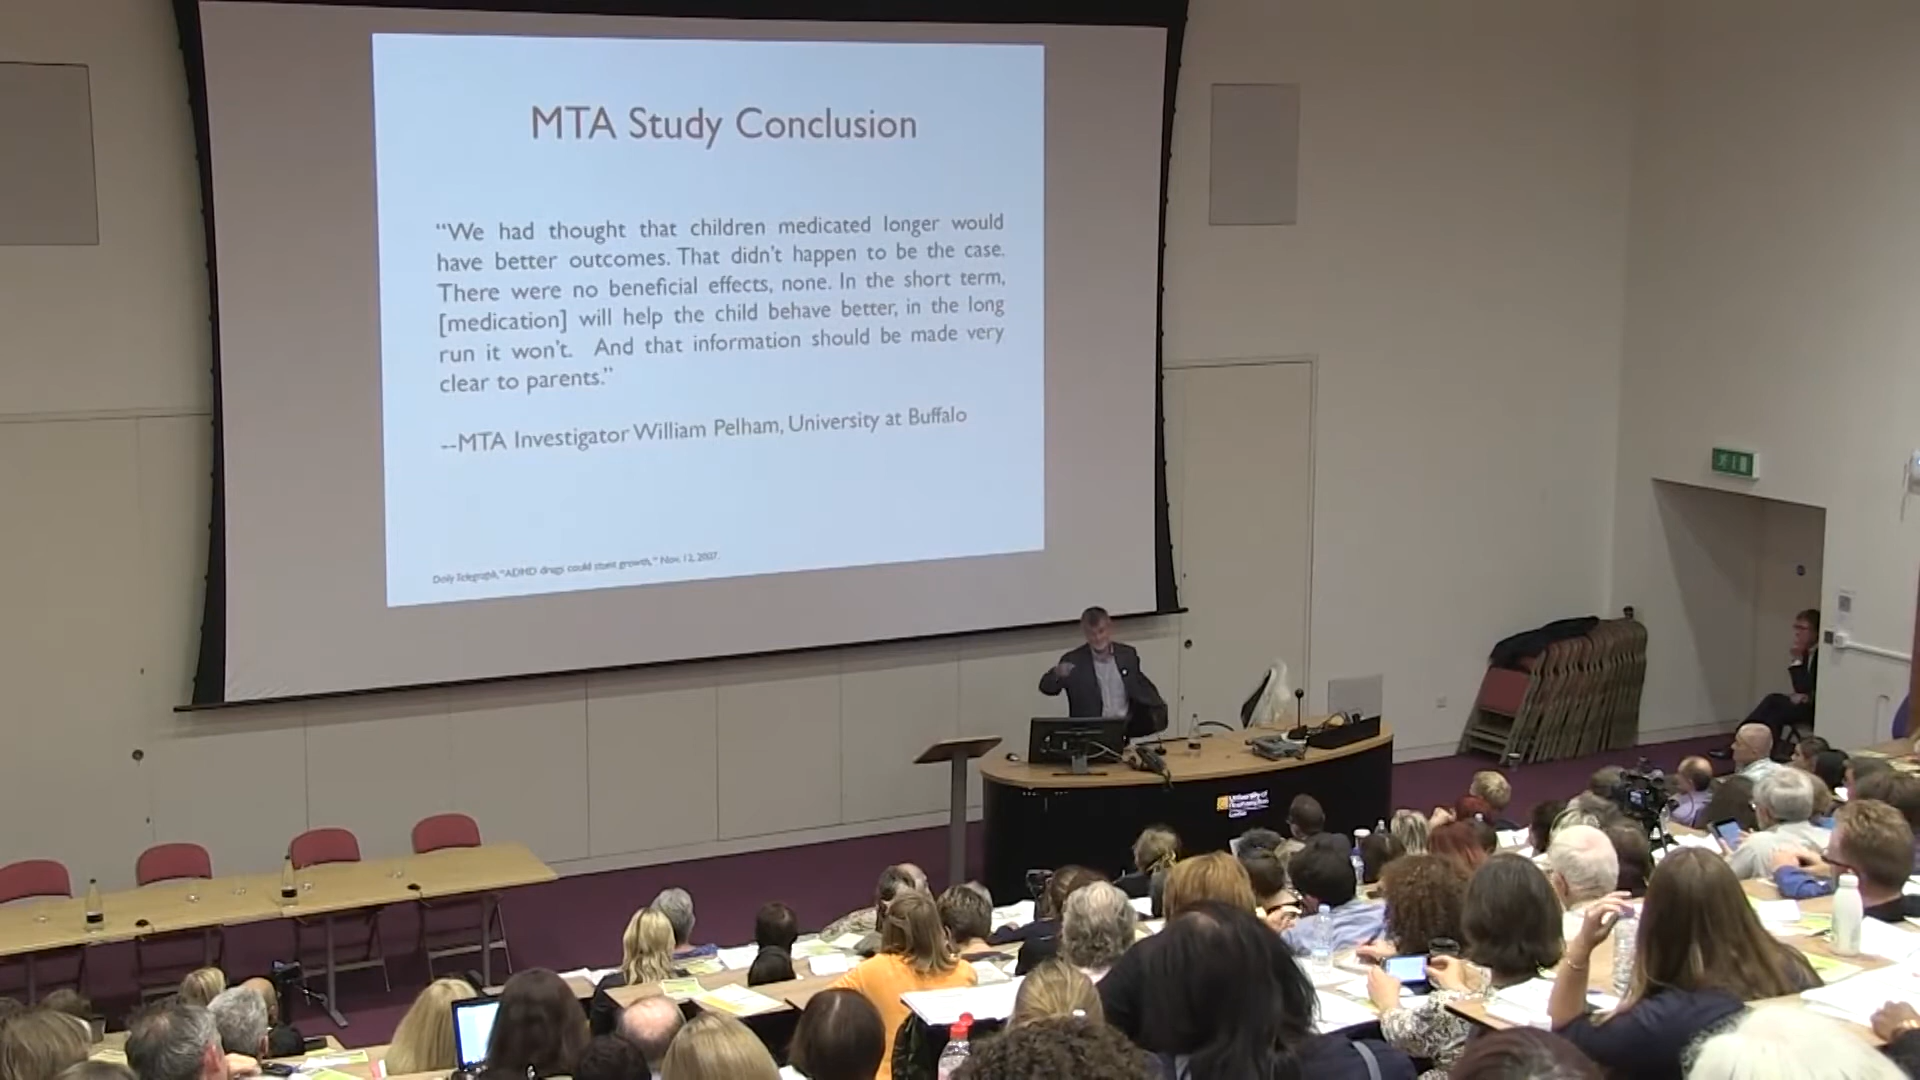 MTA Study Conclusion
“We had thought that children medicated longer would
have better outcomes. That didn't happen to be the case.
There were no beneficial effects, none. In the short term,
[medication] will help the child behave better, in the long
run it won't. And that information should be made very
clear to parents.”
--MTA Investigator William Pelham, University at Buffalo
Daily Telegraph, “ADHD drugs could stunt growth,” Nov. 12, 2007.
University of